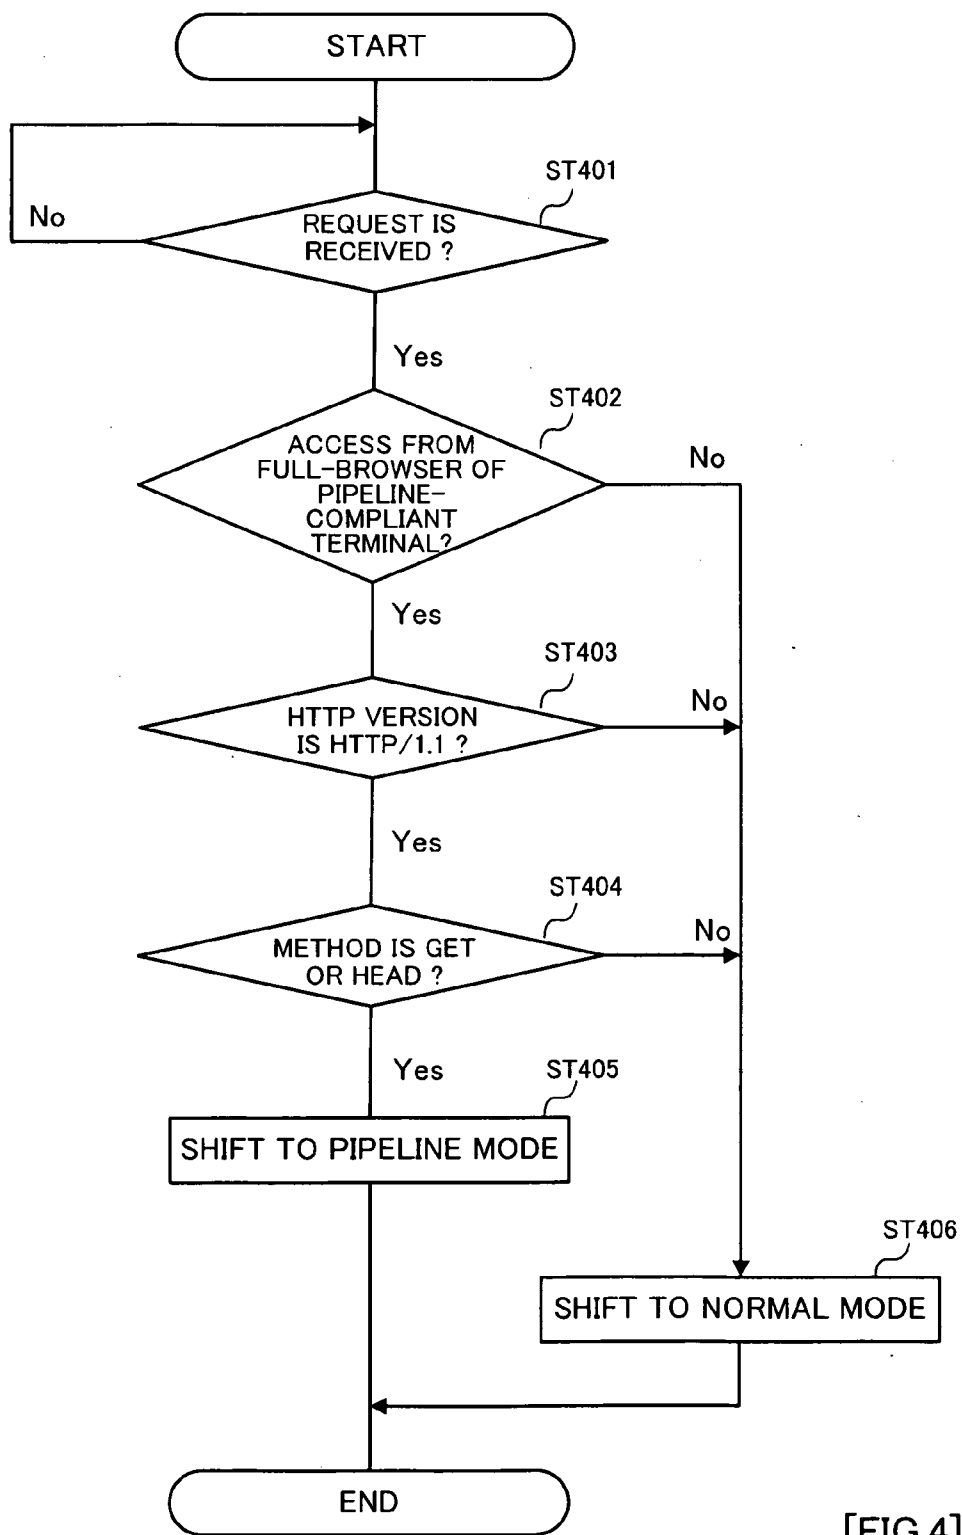 START
ST401
No
REQUEST IS
RECEIVED ?
Yes
ST402
ACCESS FROM
FULL-BROWSER OF
PIPELINE-
COMPLIANT
TERMINAL?
No
Yes
ST403
HTTP VERSION
IS HTTP/1.1 ?
No
Yes
ST404
METHOD IS GET
OR HEAD ?
No
Yes
ST405
SHIFT TO PIPELINE MODE
ST406
SHIFT TO NORMAL MODE
END
[FIG.4]